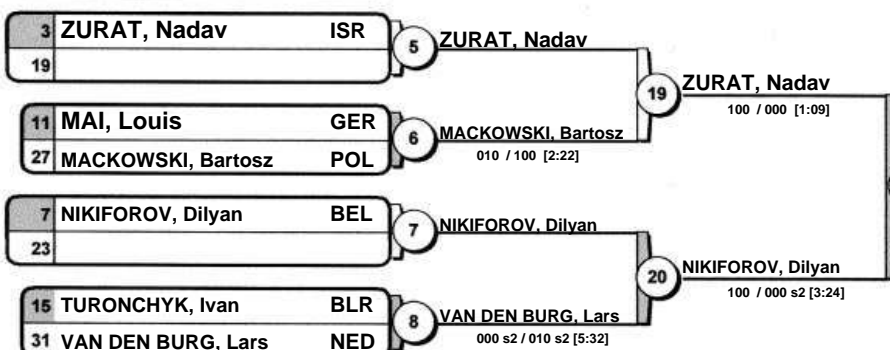 3 ZURAT, Nadav ISR
19
5 ZURAT, Nadav
11 MAI, Louis GER
27 MACKOWSKI, Bartosz POL
6 MACKOWSKI, Bartosz
010 / 100 [2:22]
19 ZURAT, Nadav
100 / 000 [1:09]
7 NIKIFOROV, Dilyan BEL
23
7 NIKIFOROV, Dilyan
15 TURONCHYK, Ivan BLR
31 VAN DEN BURG, Lars NED
8 VAN DEN BURG, Lars
000 s2 / 010 s2 [5:32]
20 NIKIFOROV, Dilyan
100 / 000 s2 [3:24]